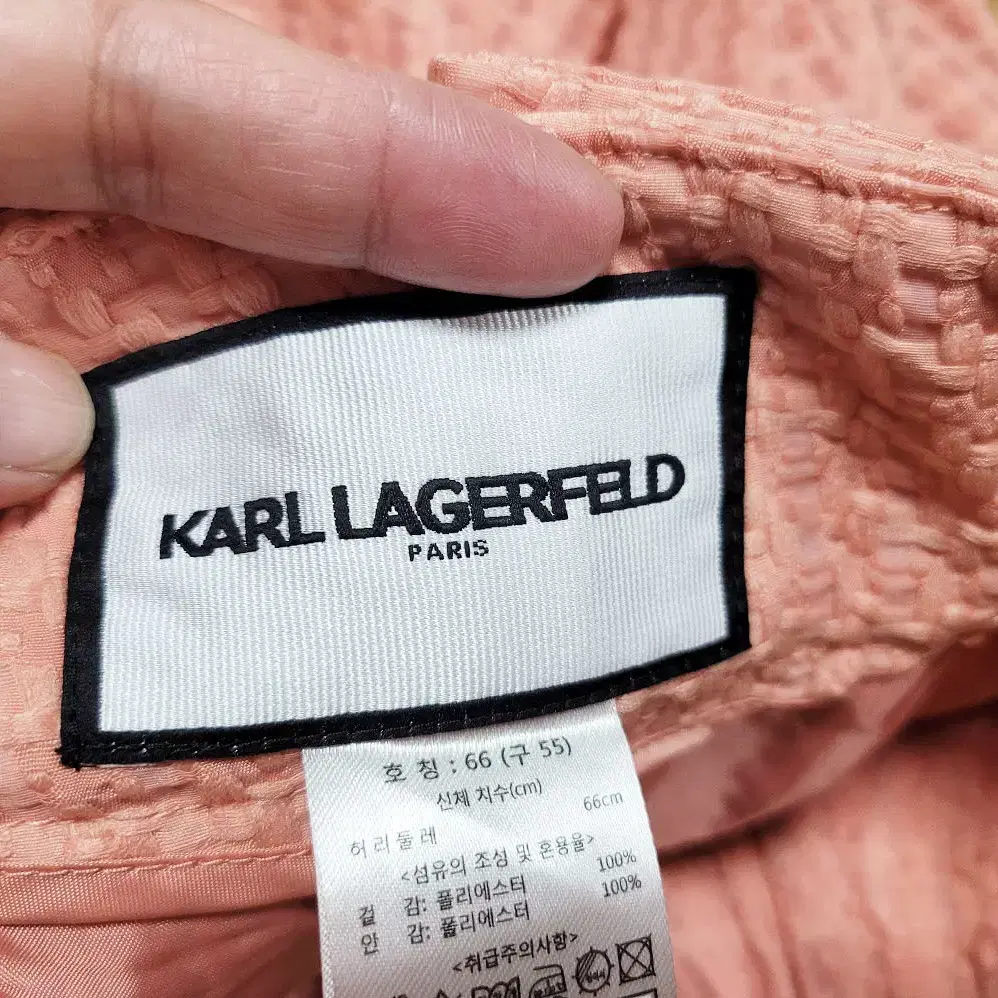 KARL LAGERFELD
PARIS
호 칭 : 66 (구 55)
신체 치수(cm)
허리둘레 66cm
<섬유의 조성 및 혼용율>
겉 감: 폴리에스터 100%
안 감: 폴리에스터 100%
<취급주의사항>